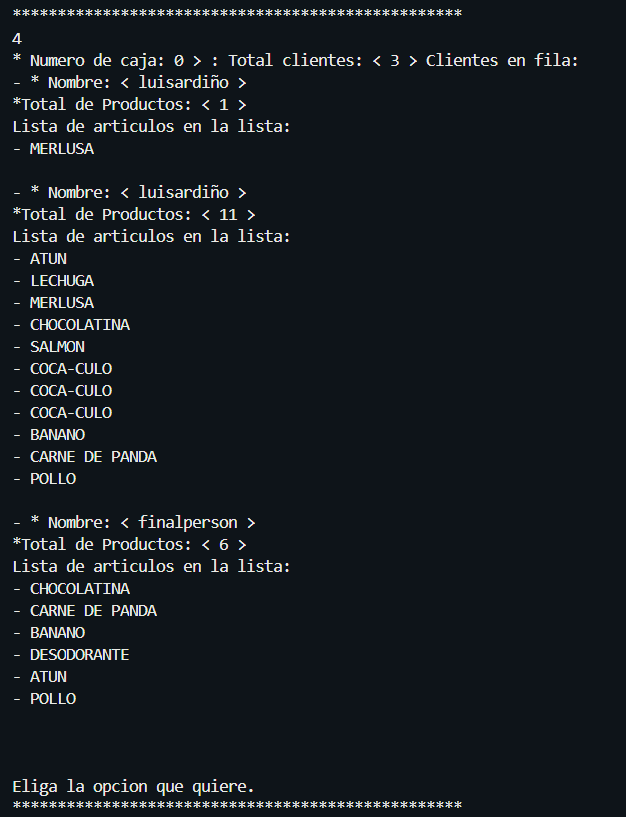 **************************************************
4
* Numero de caja: 0 > : Total clientes: < 3 > Clientes en fila:
- * Nombre: < luisardiño >
*Total de Productos: < 1 >
Lista de articulos en la lista:
- MERLUSA
- * Nombre: < luisardiño >
*Total de Productos: < 11 >
Lista de articulos en la lista:
- ATUN
- LECHUGA
- MERLUSA
- CHOCOLATINA
- SALMON
- COCA-CULO
- COCA-CULO
- COCA-CULO
- BANANO
- CARNE DE PANDA
- POLLO
- * Nombre: < finalperson >
*Total de Productos: < 6 >
Lista de articulos en la lista:
- CHOCOLATINA
- CARNE DE PANDA
- BANANO
- DESODORANTE
- ATUN
- POLLO
Eliga la opcion que quiere.
**************************************************